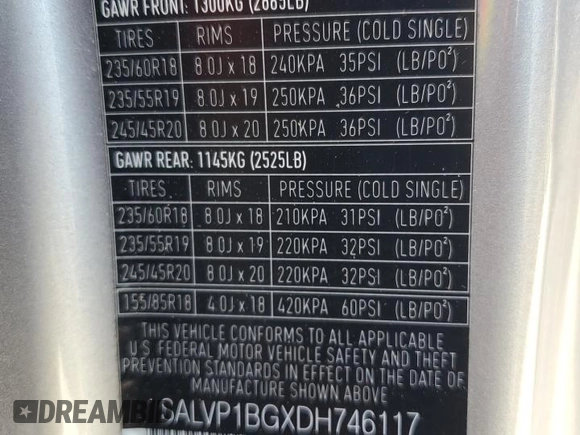 GAWR FRONT: 1300KG (2865LB)
TIRES RIMS PRESSURE (COLD SINGLE)
235/60R18 8.0J x 18 240KPA 35PSI (LB/PO²)
235/55R19 8.0J x 19 250KPA 36PSI (LB/PO²)
245/45R20 8.0J x 20 250KPA 36PSI (LB/PO²)
GAWR REAR: 1145KG (2525LB)
TIRES RIMS PRESSURE (COLD SINGLE)
235/60R18 8.0J x 18 210KPA 31PSI (LB/PO²)
235/55R19 8.0J x 19 220KPA 32PSI (LB/PO²)
245/45R20 8.0J x 20 220KPA 32PSI (LB/PO²)
155/85R18 4.0J x 18 420KPA 60PSI (LB/PO²)
THIS VEHICLE CONFORMS TO ALL APPLICABLE
U.S FEDERAL MOTOR VEHICLE SAFETY AND THEFT
PREVENTION STANDARDS IN EFFECT ON THE DATE
OF MANUFACTURE SHOWN ABOVE
SALVP1BGXDH746117